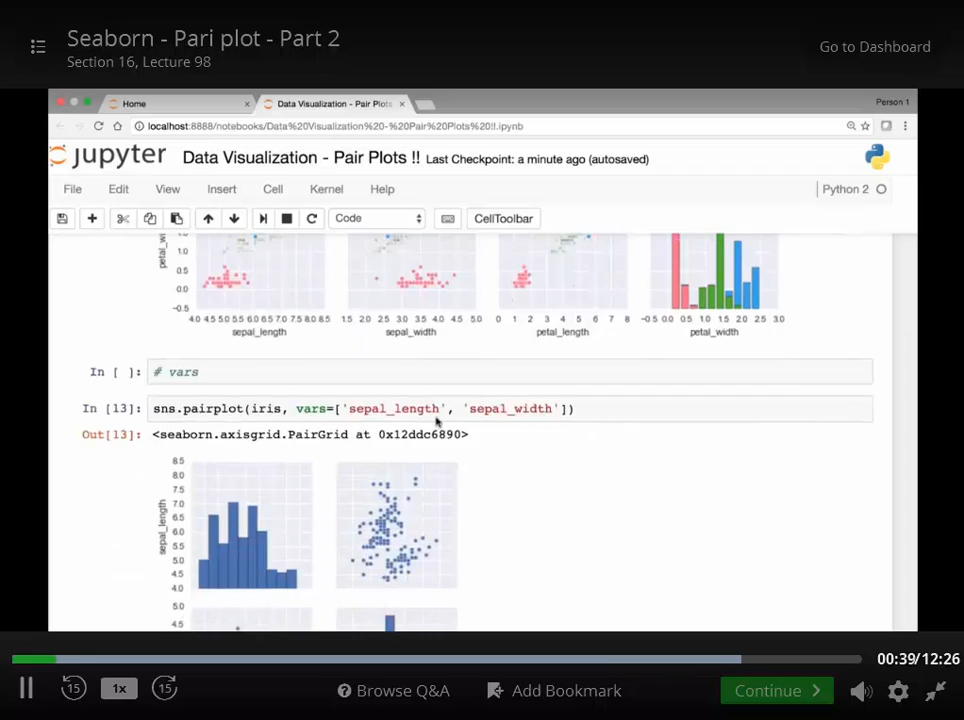 Seaborn - Pari plot - Part 2
Section 16, Lecture 98
Go to Dashboard
Home
Data Visualization - Pair Plots
Person 1
localhost:8888/notebooks/Data%20Visualization%20-%20Pair%20Plots%20!!.ipynb
jupyter
Data Visualization - Pair Plots !! Last Checkpoint: a minute ago (autosaved)
File Edit View Insert Cell Kernel Help
Python 2
Code
CellToolbar
petal_wi
1.0
0.5
0.0
−0.5
4.0 4.5 5.0 5.5 6.0 6.5 7.0 7.5 8.0 8.5
1.5 2.0 2.5 3.0 3.5 4.0 4.5 5.0
0 1 2 3 4 5 6 7 8
−0.5 0.0 0.5 1.0 1.5 2.0 2.5 3.0
sepal_length sepal_width petal_length petal_width
In [ ]: # vars
In [13]: sns.pairplot(iris, vars=['sepal_length', 'sepal_width'])
Out[13]: <seaborn.axisgrid.PairGrid at 0x12ddc6890>
8.5
8.0
7.5
7.0
6.5
6.0
5.5
5.0
4.5
4.0
sepal_length
5.0
4.5
00:39/12:26
15
1x
15
Browse Q&A
Add Bookmark
Continue